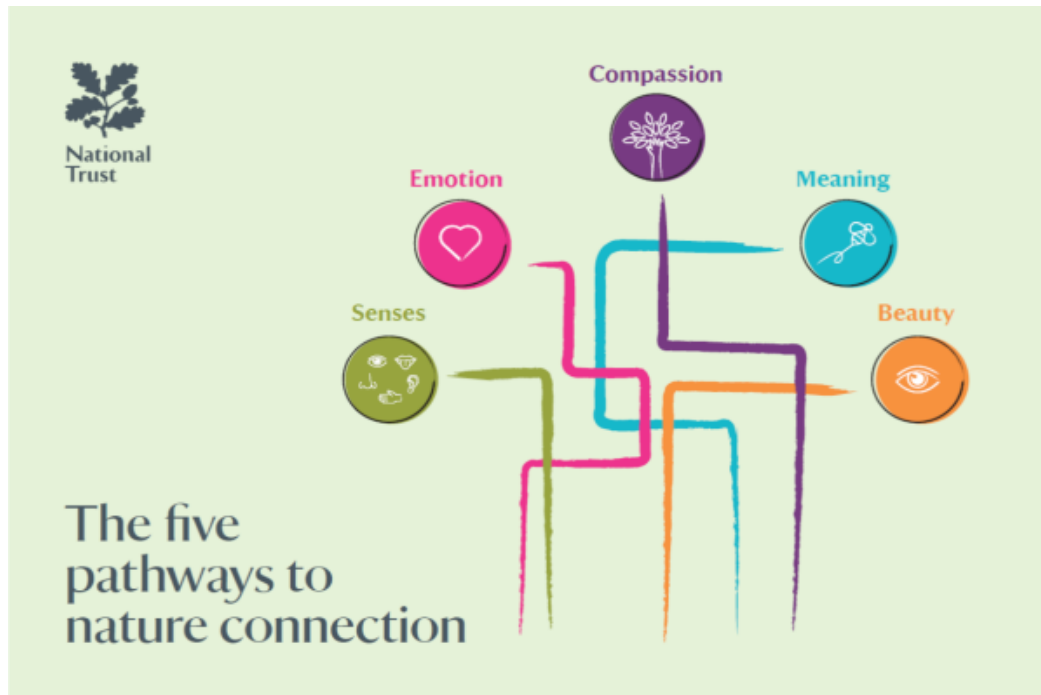 National
Trust
Compassion
Emotion
Meaning
Senses
Beauty
The five
pathways to
nature connection